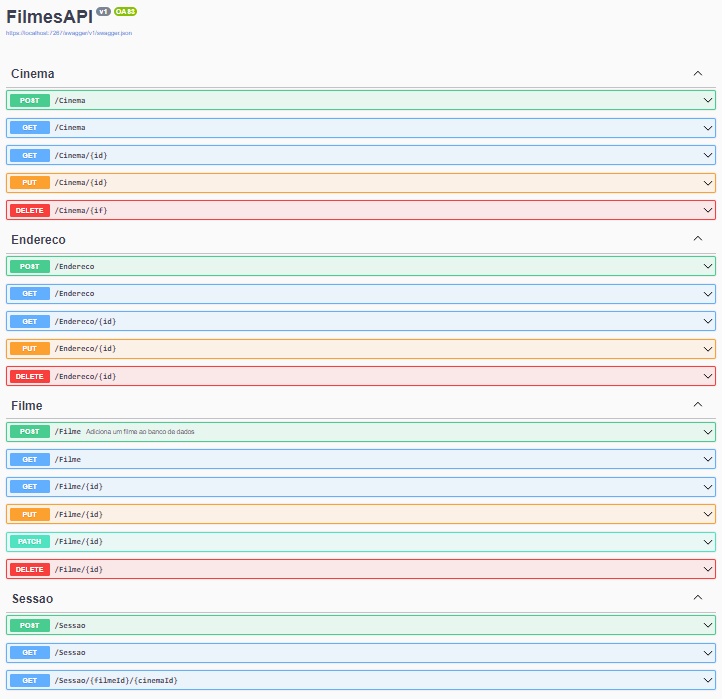 FilmesAPI v1 OAS3
https://localhost:7287/swagger/v1/swagger.json
Cinema
POST /Cinema
GET /Cinema
GET /Cinema/{id}
PUT /Cinema/{id}
DELETE /Cinema/{if}
Endereco
POST /Endereco
GET /Endereco
GET /Endereco/{id}
PUT /Endereco/{id}
DELETE /Endereco/{id}
Filme
POST /Filme Adiciona um filme ao banco de dados
GET /Filme
GET /Filme/{id}
PUT /Filme/{id}
PATCH /Filme/{id}
DELETE /Filme/{id}
Sessao
POST /Sessao
GET /Sessao
GET /Sessao/{filmeId}/{cinemaId}